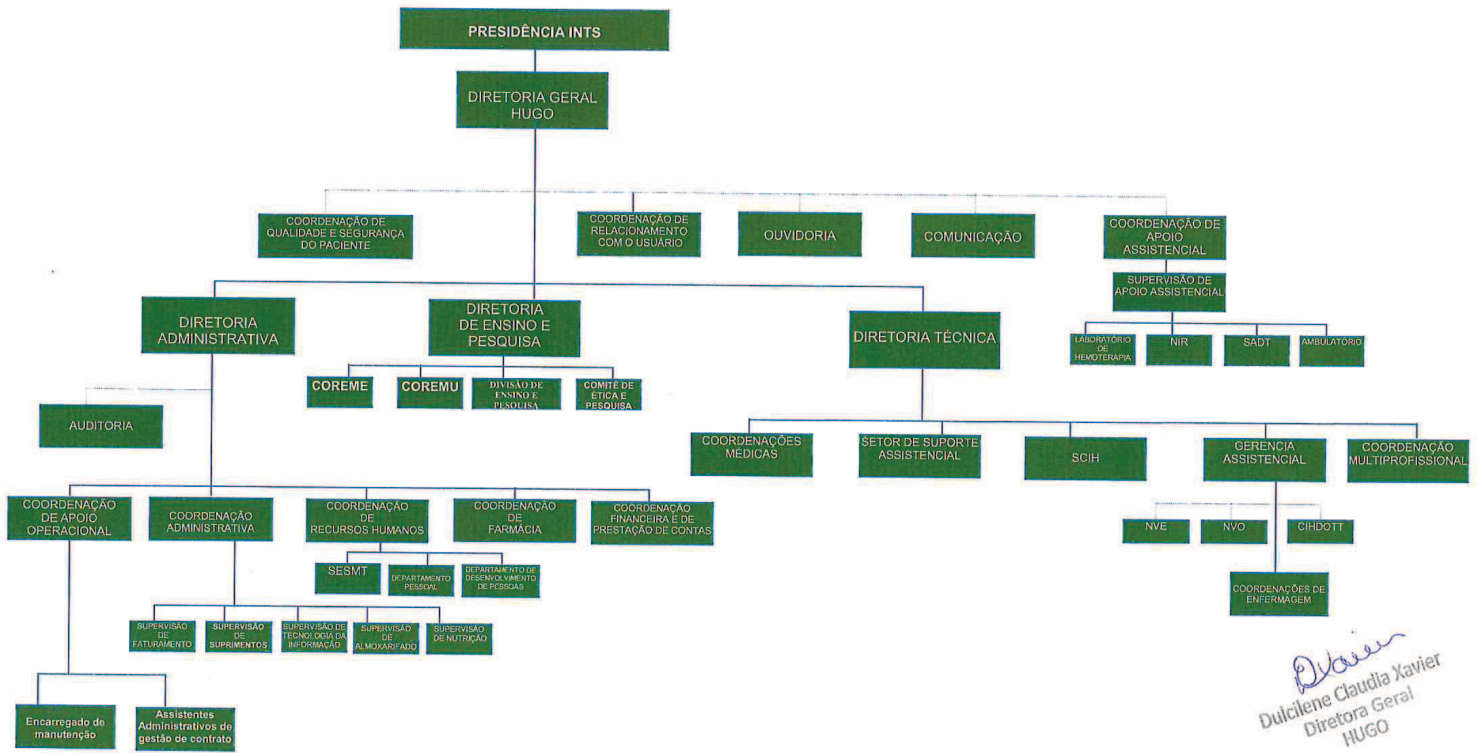 PRESIDÊNCIA INTS
DIRETORIA GERAL
HUGO
COORDENAÇÃO DE
QUALIDADE E SEGURANÇA
DO PACIENTE
COORDENAÇÃO DE
RELACIONAMENTO
COM O USUÁRIO
OUVIDORIA
COMUNICAÇÃO
COORDENAÇÃO DE
APOIO
ASSISTENCIAL
SUPERVISÃO DE
APOIO ASSISTENCIAL
LABORATÓRIO
DE
HEMOTERAPIA
NIR
SADT
AMBULATÓRIO
DIRETORIA
ADMINISTRATIVA
DIRETORIA
DE ENSINO E
PESQUISA
DIRETORIA TÉCNICA
COREME
COREMU
DIVISÃO DE
ENSINO E
PESQUISA
COMITÊ DE
ÉTICA E
PESQUISA
AUDITORIA
COORDENAÇÕES
MÉDICAS
SETOR DE SUPORTE
ASSISTENCIAL
SCIH
GERENCIA
ASSISTENCIAL
COORDENAÇÃO
MULTIPROFISSIONAL
COORDENAÇÃO
DE APOIO
OPERACIONAL
COORDENAÇÃO
ADMINISTRATIVA
COORDENAÇÃO
DE
RECURSOS HUMANOS
COORDENAÇÃO
DE
FARMÁCIA
COORDENAÇÃO
FINANCEIRA E DE
PRESTAÇÃO DE CONTAS
NVE
NVO
CIHDOTT
SESMT
DEPARTAMENTO
PESSOAL
DEPARTAMENTO DE
DESENVOLVIMENTO
DE PESSOAS
COORDENAÇÕES DE
ENFERMAGEM
SUPERVISÃO
DE
FATURAMENTO
SUPERVISÃO
DE
SUPRIMENTOS
SUPERVISÃO DE
TECNOLOGIA DA
INFORMAÇÃO
SUPERVISÃO
DE
ALMOXARIFADO
SUPERVISÃO
DE NUTRIÇÃO
Encarregado de
manutenção
Assistentes
Administrativos de
gestão de contrato
Dulcilene Claudia Xavier
Diretora Geral
HUGO